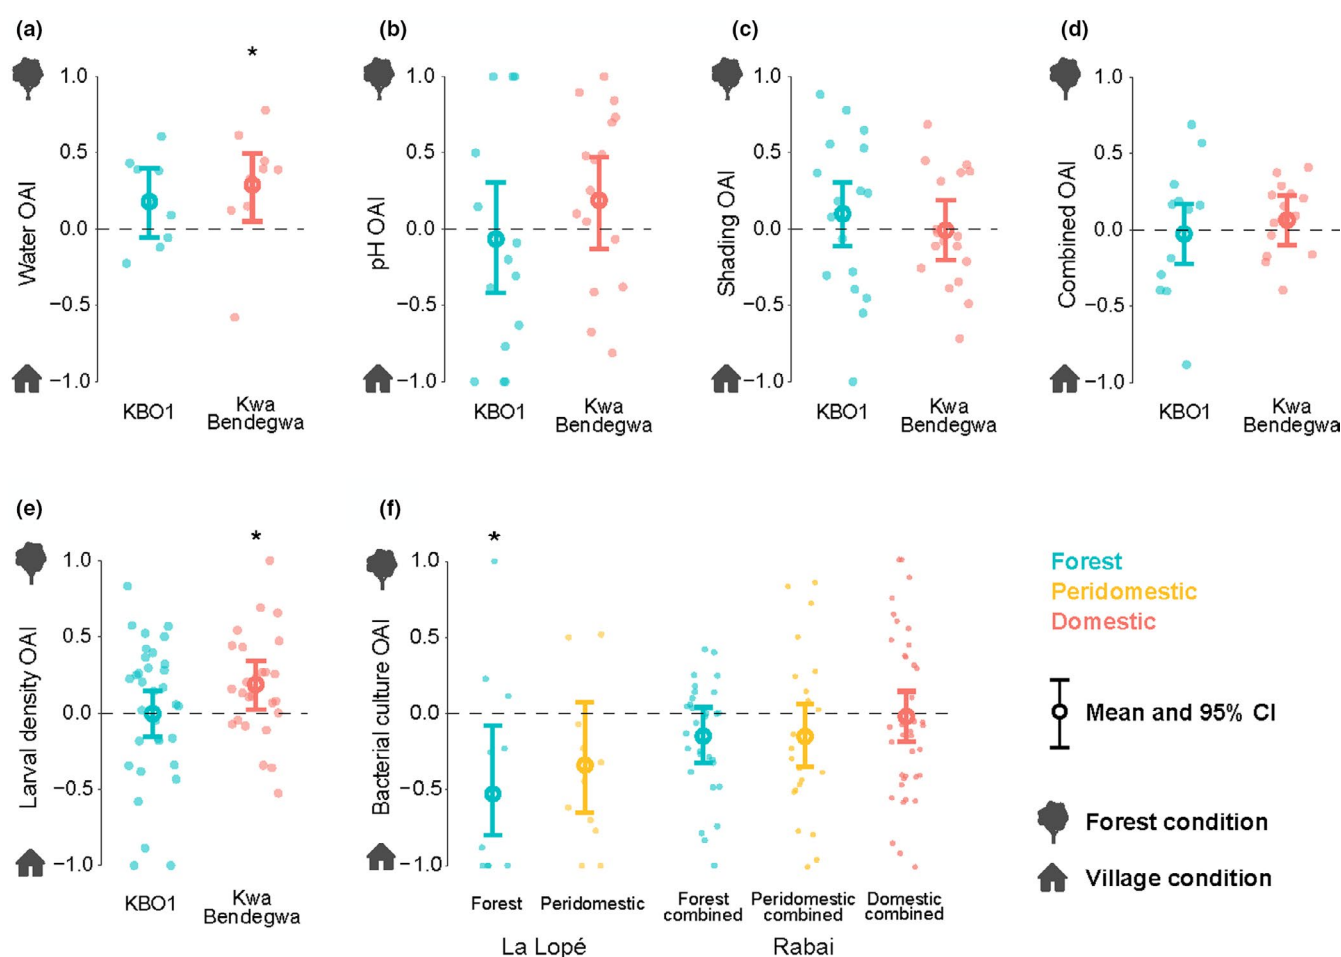 (a)
*
Water OAI
1.0
0.5
0.0
−0.5
−1.0
KBO1
Kwa
Bendegwa
(b)
pH OAI
1.0
0.5
0.0
−0.5
−1.0
KBO1
Kwa
Bendegwa
(c)
Shading OAI
1.0
0.5
0.0
−0.5
−1.0
KBO1
Kwa
Bendegwa
(d)
Combined OAI
1.0
0.5
0.0
−0.5
−1.0
KBO1
Kwa
Bendegwa
(e)
*
Larval density OAI
1.0
0.5
0.0
−0.5
−1.0
KBO1
Kwa
Bendegwa
(f)
*
Bacterial culture OAI
1.0
0.5
0.0
−0.5
−1.0
Forest
Peridomestic
Forest
combined
Peridomestic
combined
Domestic
combined
La Lopé
Rabai
Forest
Peridomestic
Domestic
Mean and 95% CI
Forest condition
Village condition